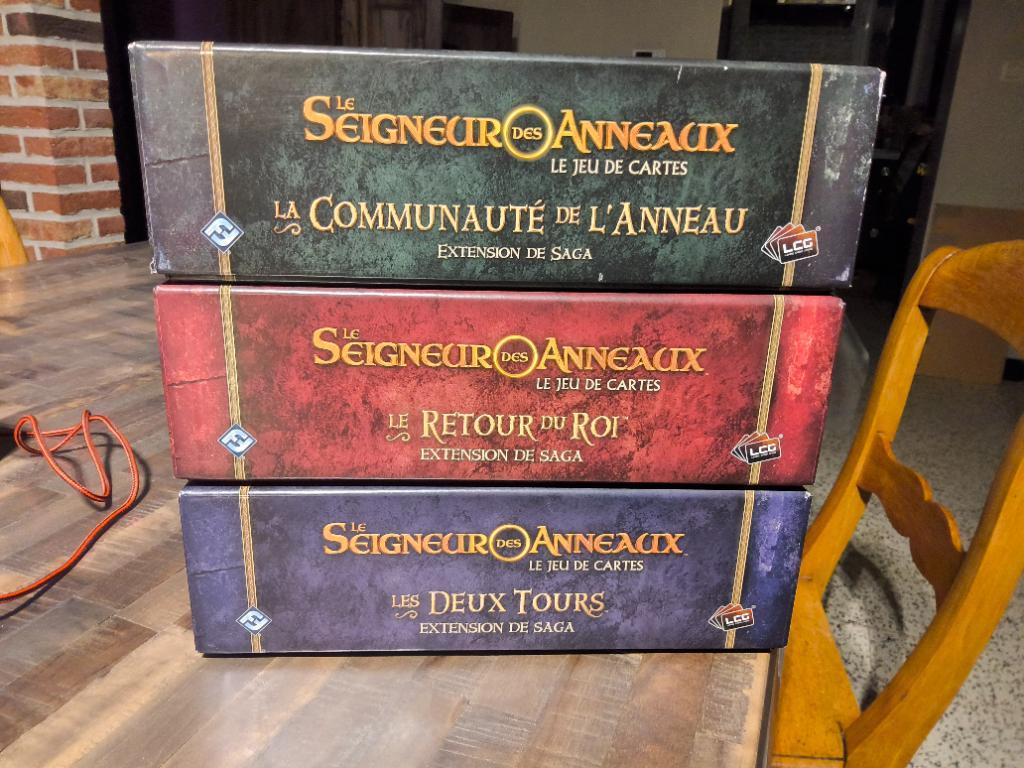 LE
SEIGNEUR DES ANNEAUX
LE JEU DE CARTES
LA COMMUNAUTÉ DE L'ANNEAU
EXTENSION DE SAGA
LCG
LE
SEIGNEUR DES ANNEAUX
LE JEU DE CARTES
LE RETOUR DU ROI
EXTENSION DE SAGA
LCG
LE
SEIGNEUR DES ANNEAUX
LE JEU DE CARTES
LES DEUX TOURS
EXTENSION DE SAGA
LCG